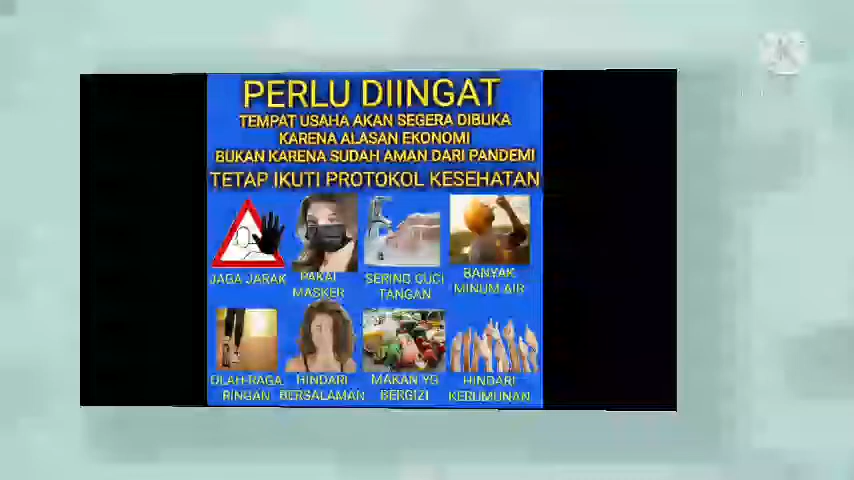 PERLU DIINGAT
TEMPAT USAHA AKAN SEGERA DIBUKA
KARENA ALASAN EKONOMI
BUKAN KARENA SUDAH AMAN DARI PANDEMI
TETAP IKUTI PROTOKOL KESEHATAN
JAGA JARAK
PAKAI
MASKER
SERING CUCI
TANGAN
BANYAK
MINUM AIR
OLAH-RAGA
RINGAN
HINDARI
BERSALAMAN
MAKAN YG
BERGIZI
HINDARI
KERUMUNAN